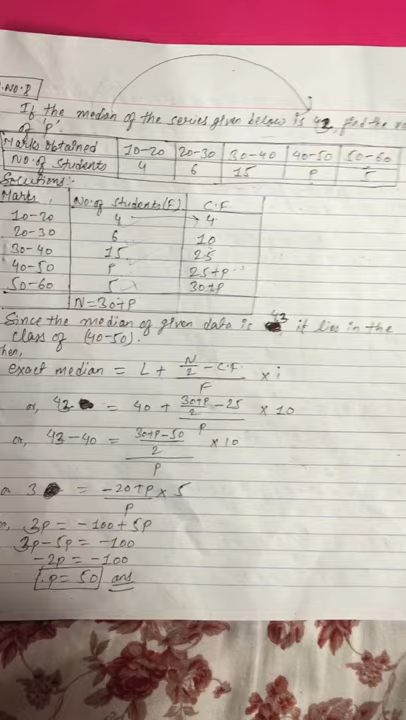 .NO:8
If the median of the series given below is 42, find the
of 'p'.
Marks obtained 10-20 20-30 30-40 40-50 50-60
No. of Students 4 6 15 p 5
Solution:-
Marks No. of Students (F) C.F
10-20 4 → 4
20-30 6 10
30-40 15 25
40-50 P 25+P
50-60 5 30+P
N=30+P
Since the median of given data is 43 it lies in the
class of (40-50).
then,
exact median = L + N/2 - C.F / F × i
or, 43 = 40 + 30+P/2 - 25 / P × 10
or, 43-40 = 30+P-50 / 2 / P × 10
or 3 = -20+P × 5 / P
, 3p = -100+5p
3p-5p = -100
-2p = -100
p = 50 ans